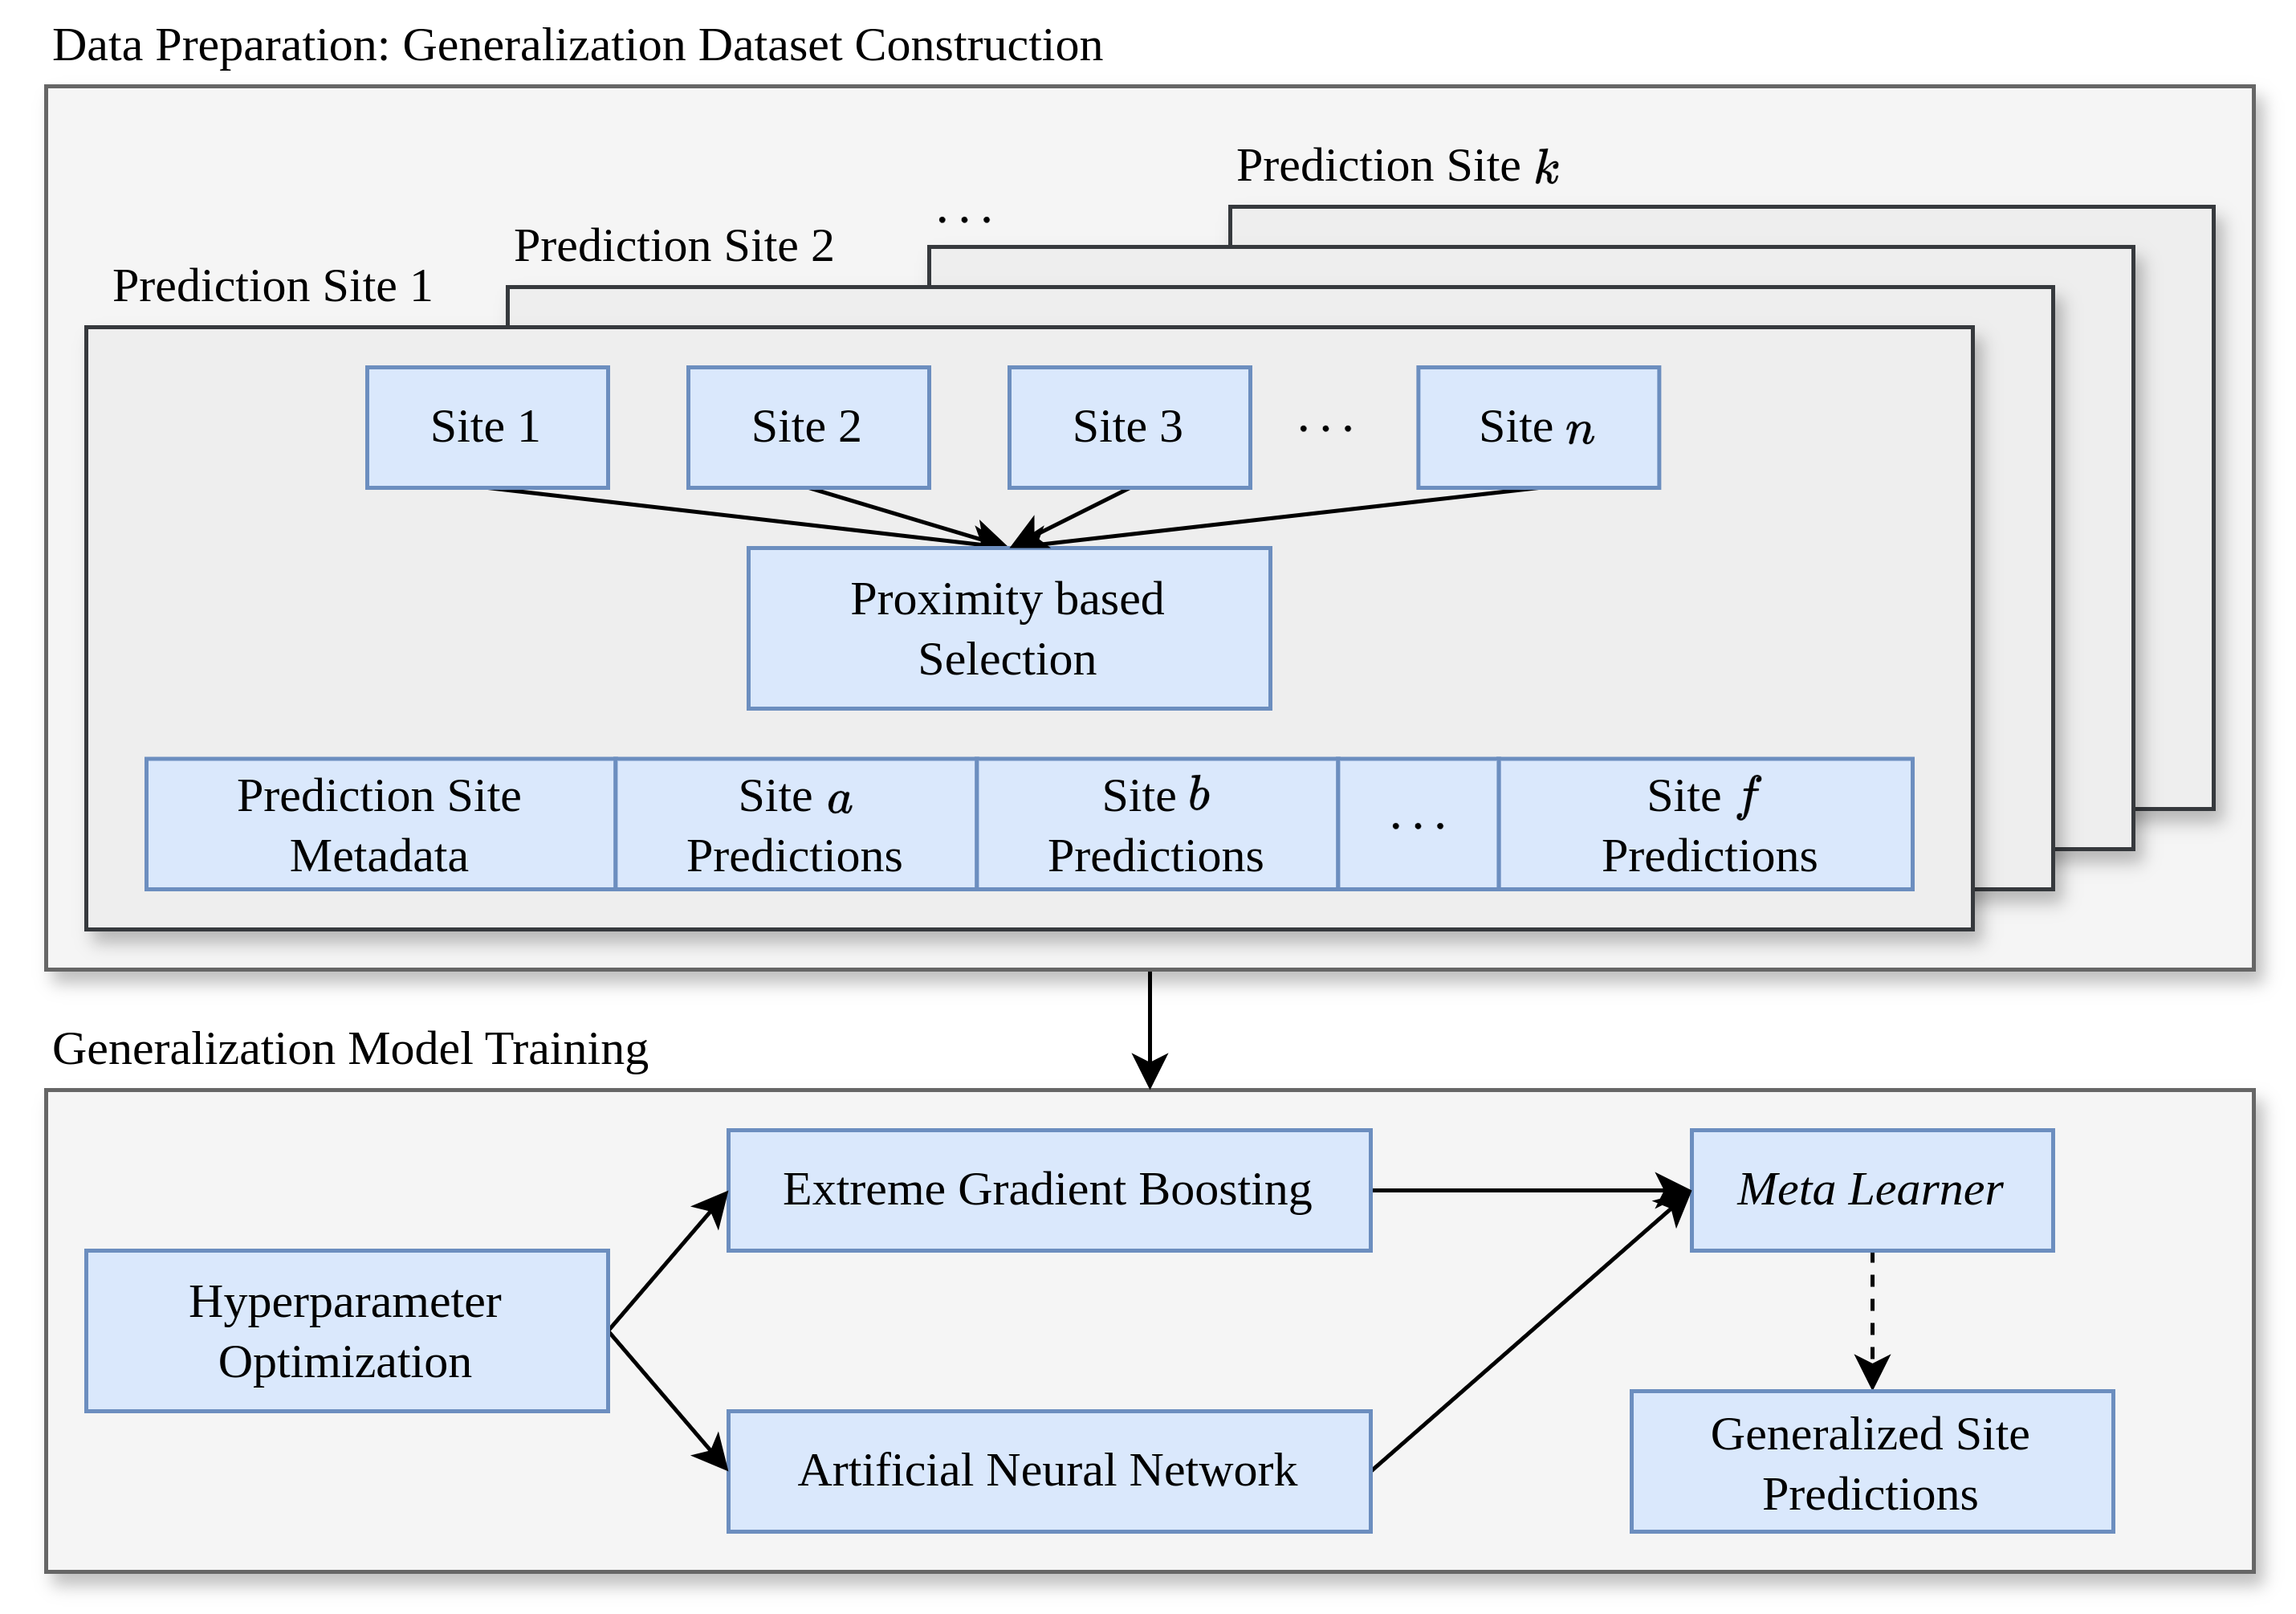 Data Preparation: Generalization Dataset Construction
Prediction Site k
...
Prediction Site 2
Prediction Site 1
Site 1
Site 2
Site 3
...
Site n
Proximity based
Selection
Prediction Site
Metadata
Site a
Predictions
Site b
Predictions
...
Site f
Predictions
Generalization Model Training
Extreme Gradient Boosting
Meta Learner
Hyperparameter
Optimization
Artificial Neural Network
Generalized Site
Predictions